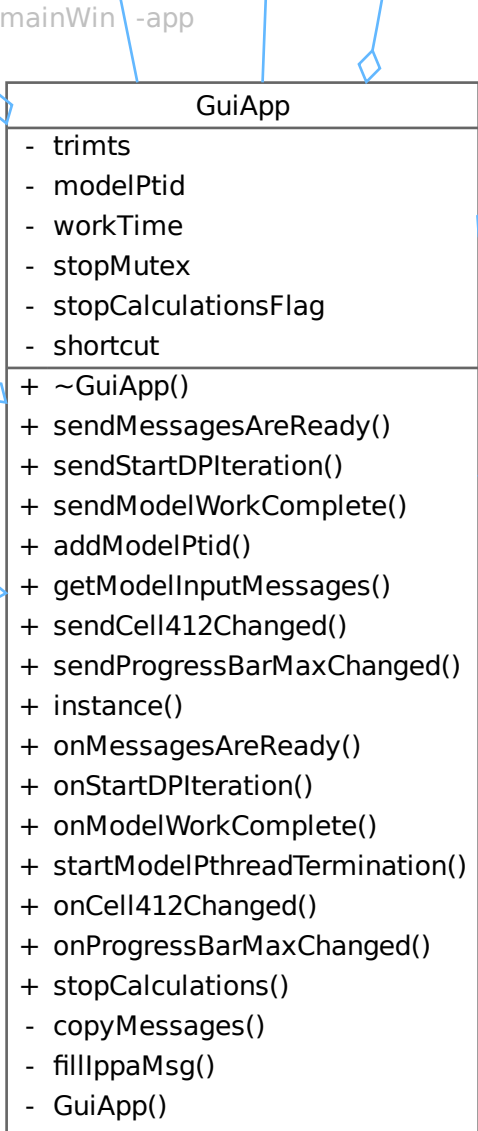 mainWin -app
GuiApp
- trimts
- modelPtid
- workTime
- stopMutex
- stopCalculationsFlag
- shortcut
+ ~GuiApp()
+ sendMessagesAreReady()
+ sendStartDPIteration()
+ sendModelWorkComplete()
+ addModelPtid()
+ getModelInputMessages()
+ sendCell412Changed()
+ sendProgressBarMaxChanged()
+ instance()
+ onMessagesAreReady()
+ onStartDPIteration()
+ onModelWorkComplete()
+ startModelPthreadTermination()
+ onCell412Changed()
+ onProgressBarMaxChanged()
+ stopCalculations()
- copyMessages()
- fillIppaMsg()
- GuiApp()